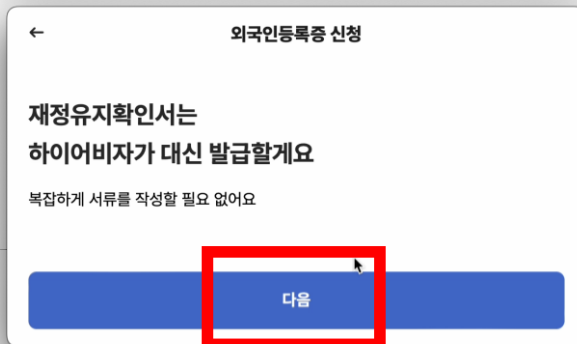 외국인등록증 신청
재정유지확인서는
하이어비자가 대신 발급할게요
복잡하게 서류를 작성할 필요 없어요
다음